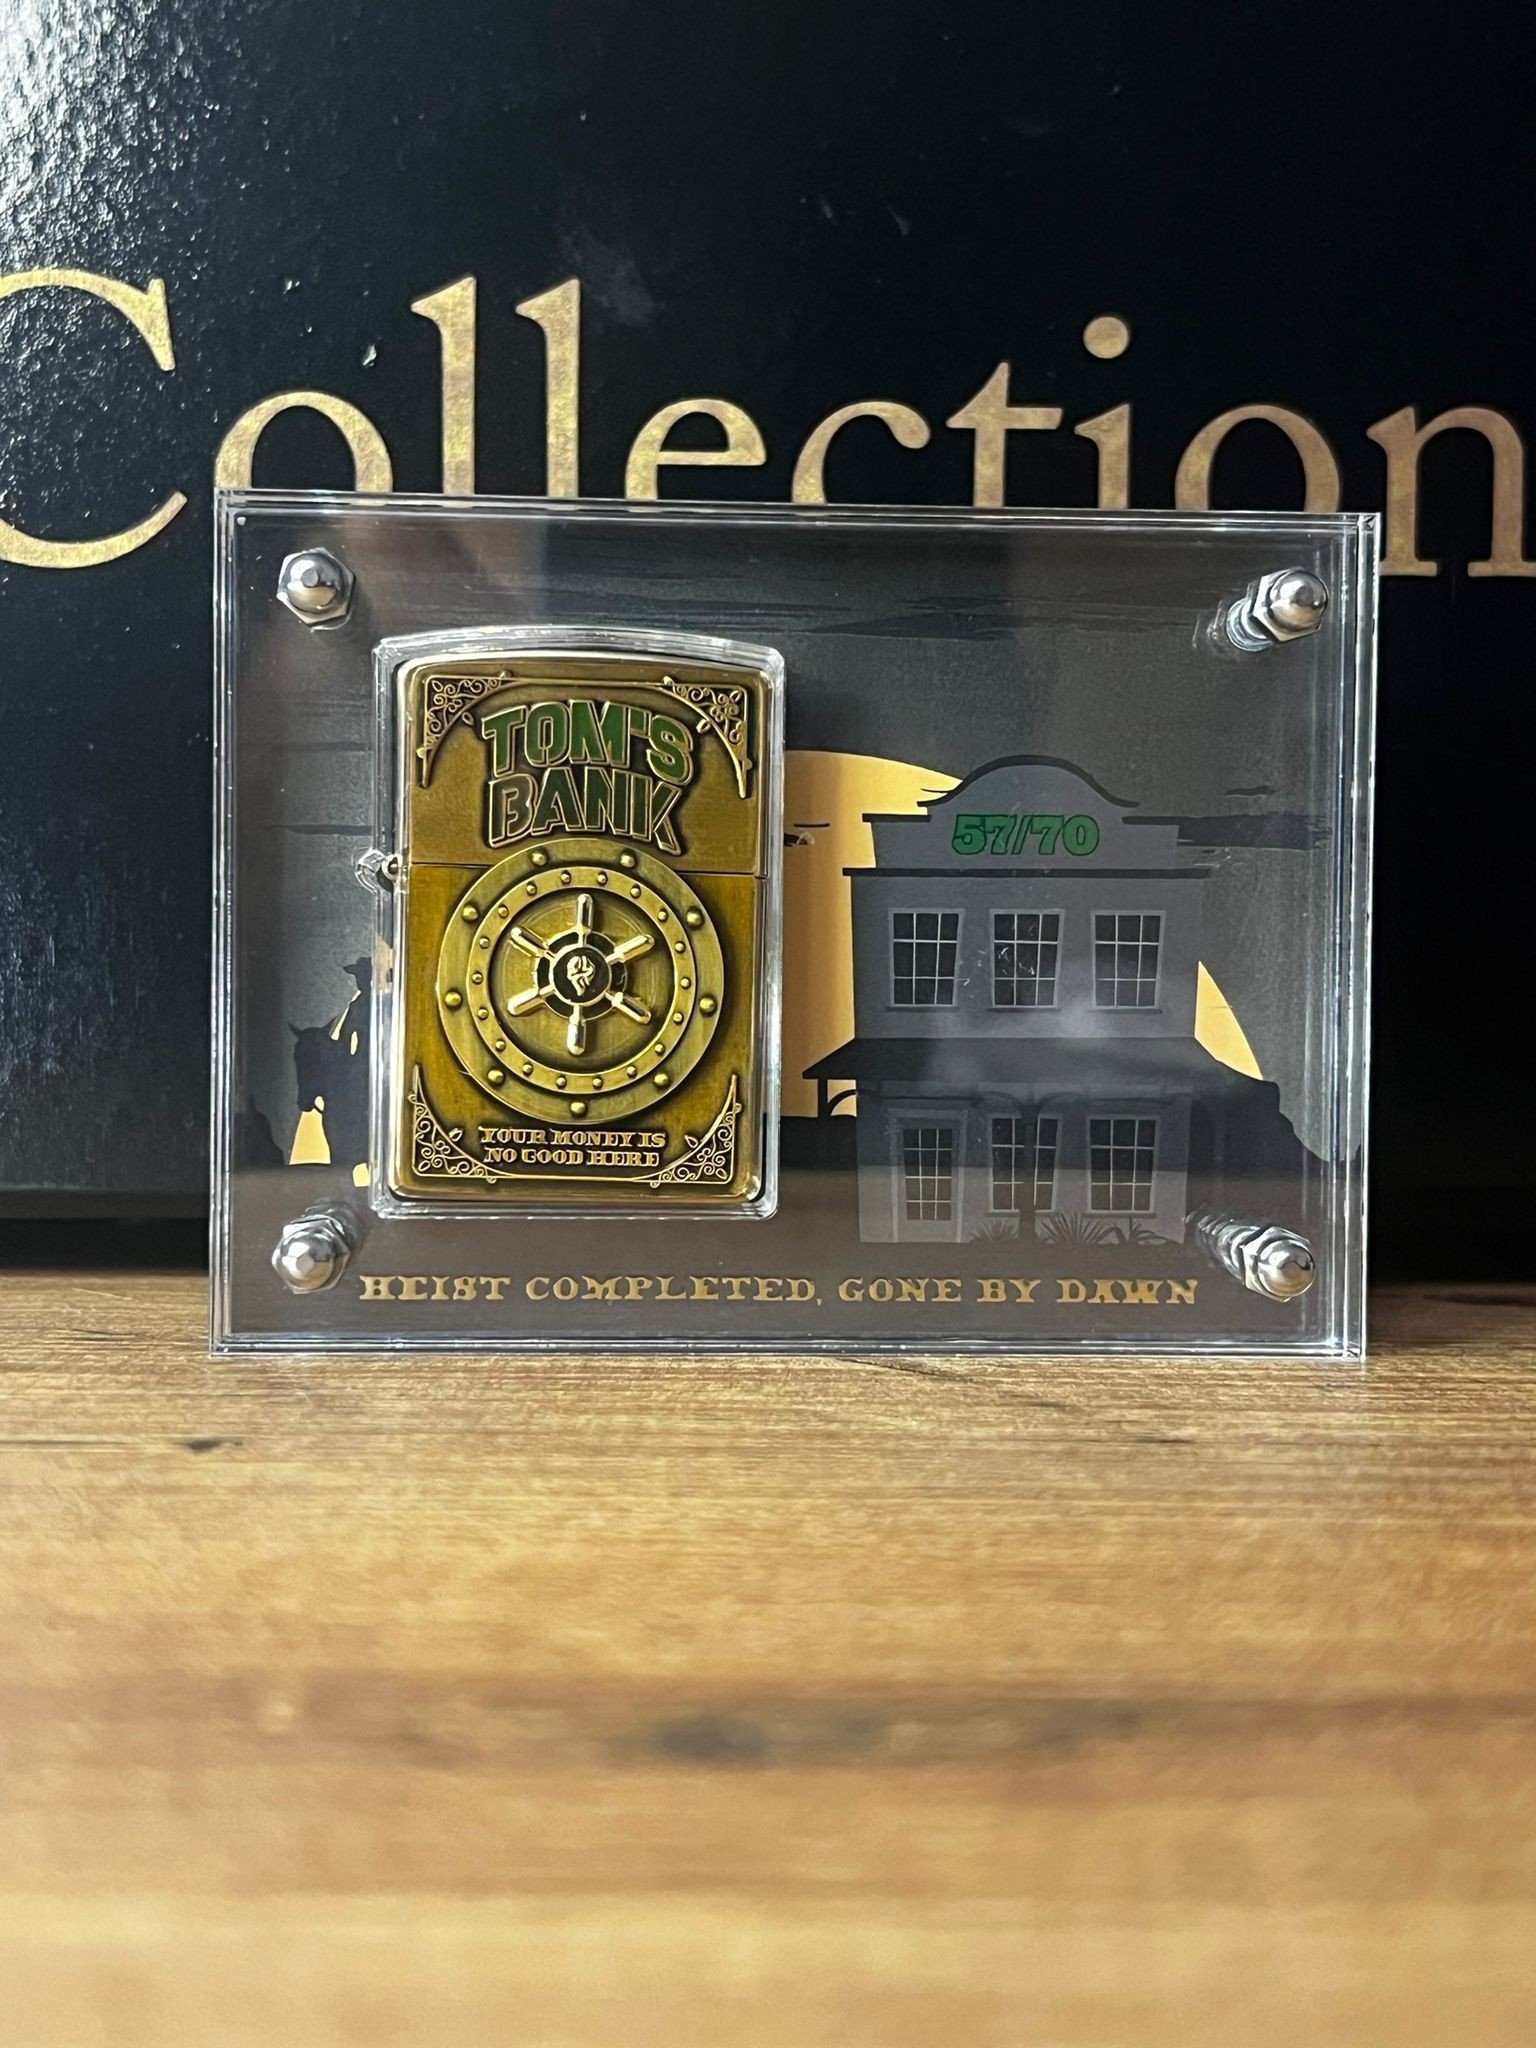 Collection
TOM'S
BANK
57/70
YOUR MONEY IS
NO GOOD HERE
HEIST COMPLETED, GONE BY DAWN